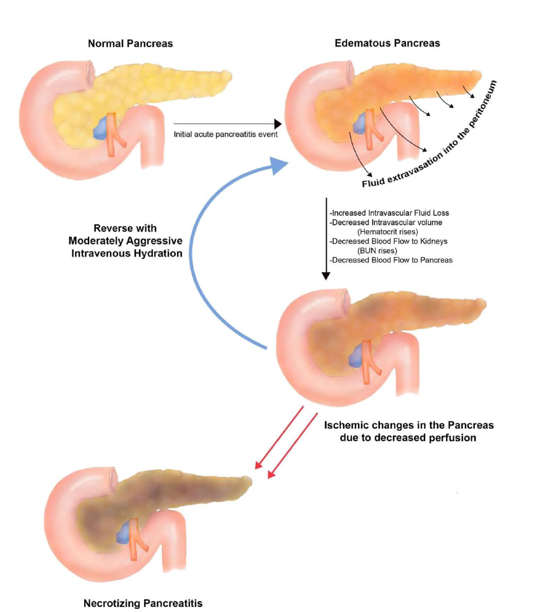 Normal Pancreas
Edematous Pancreas
Initial acute pancreatitis event
Fluid extravasation into the peritoneum
-Increased Intravascular Fluid Loss
-Decreased Intravascular volume
(Hematocrit rises)
-Decreased Blood Flow to Kidneys
(BUN rises)
-Decreased Blood Flow to Pancreas
Reverse with
Moderately Aggressive
Intravenous Hydration
Ischemic changes in the Pancreas
due to decreased perfusion
Necrotizing Pancreatitis